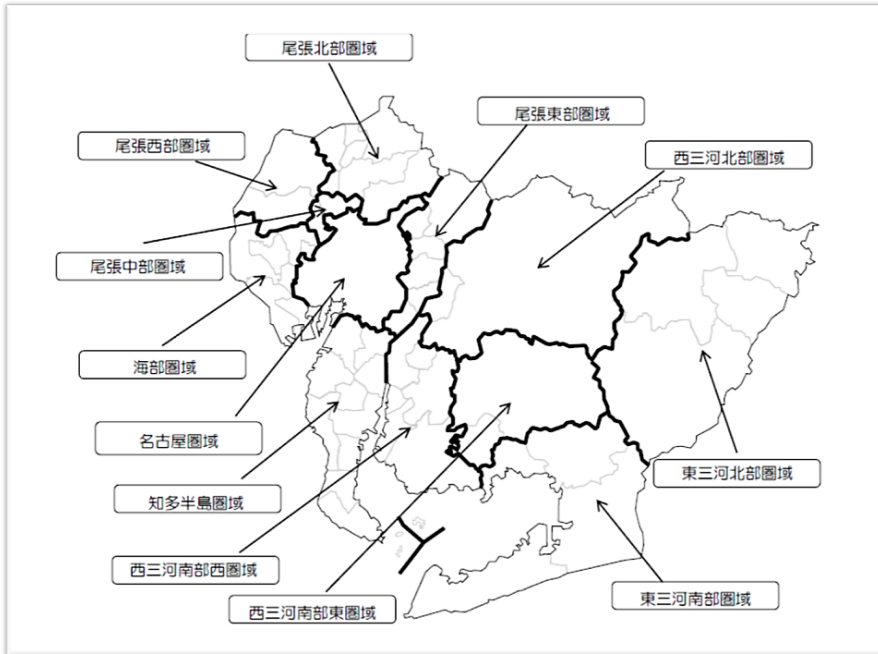 尾張北部圏域
尾張東部圏域
尾張西部圏域
西三河北部圏域
尾張中部圏域
海部圏域
名古屋圏域
東三河北部圏域
知多半島圏域
西三河南部西圏域
東三河南部圏域
西三河南部東圏域